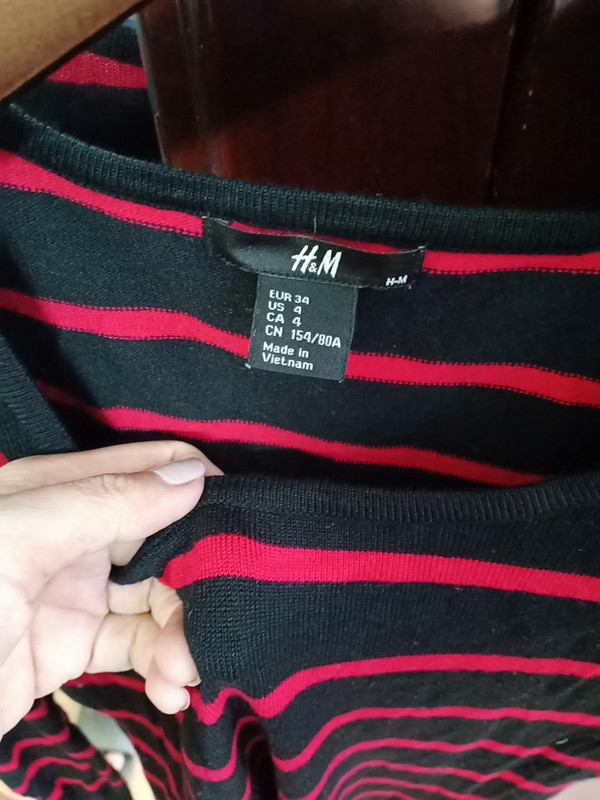 H&M
H-M
EUR 34
US 4
CA 4
CN 154/80A
Made in
Vietnam